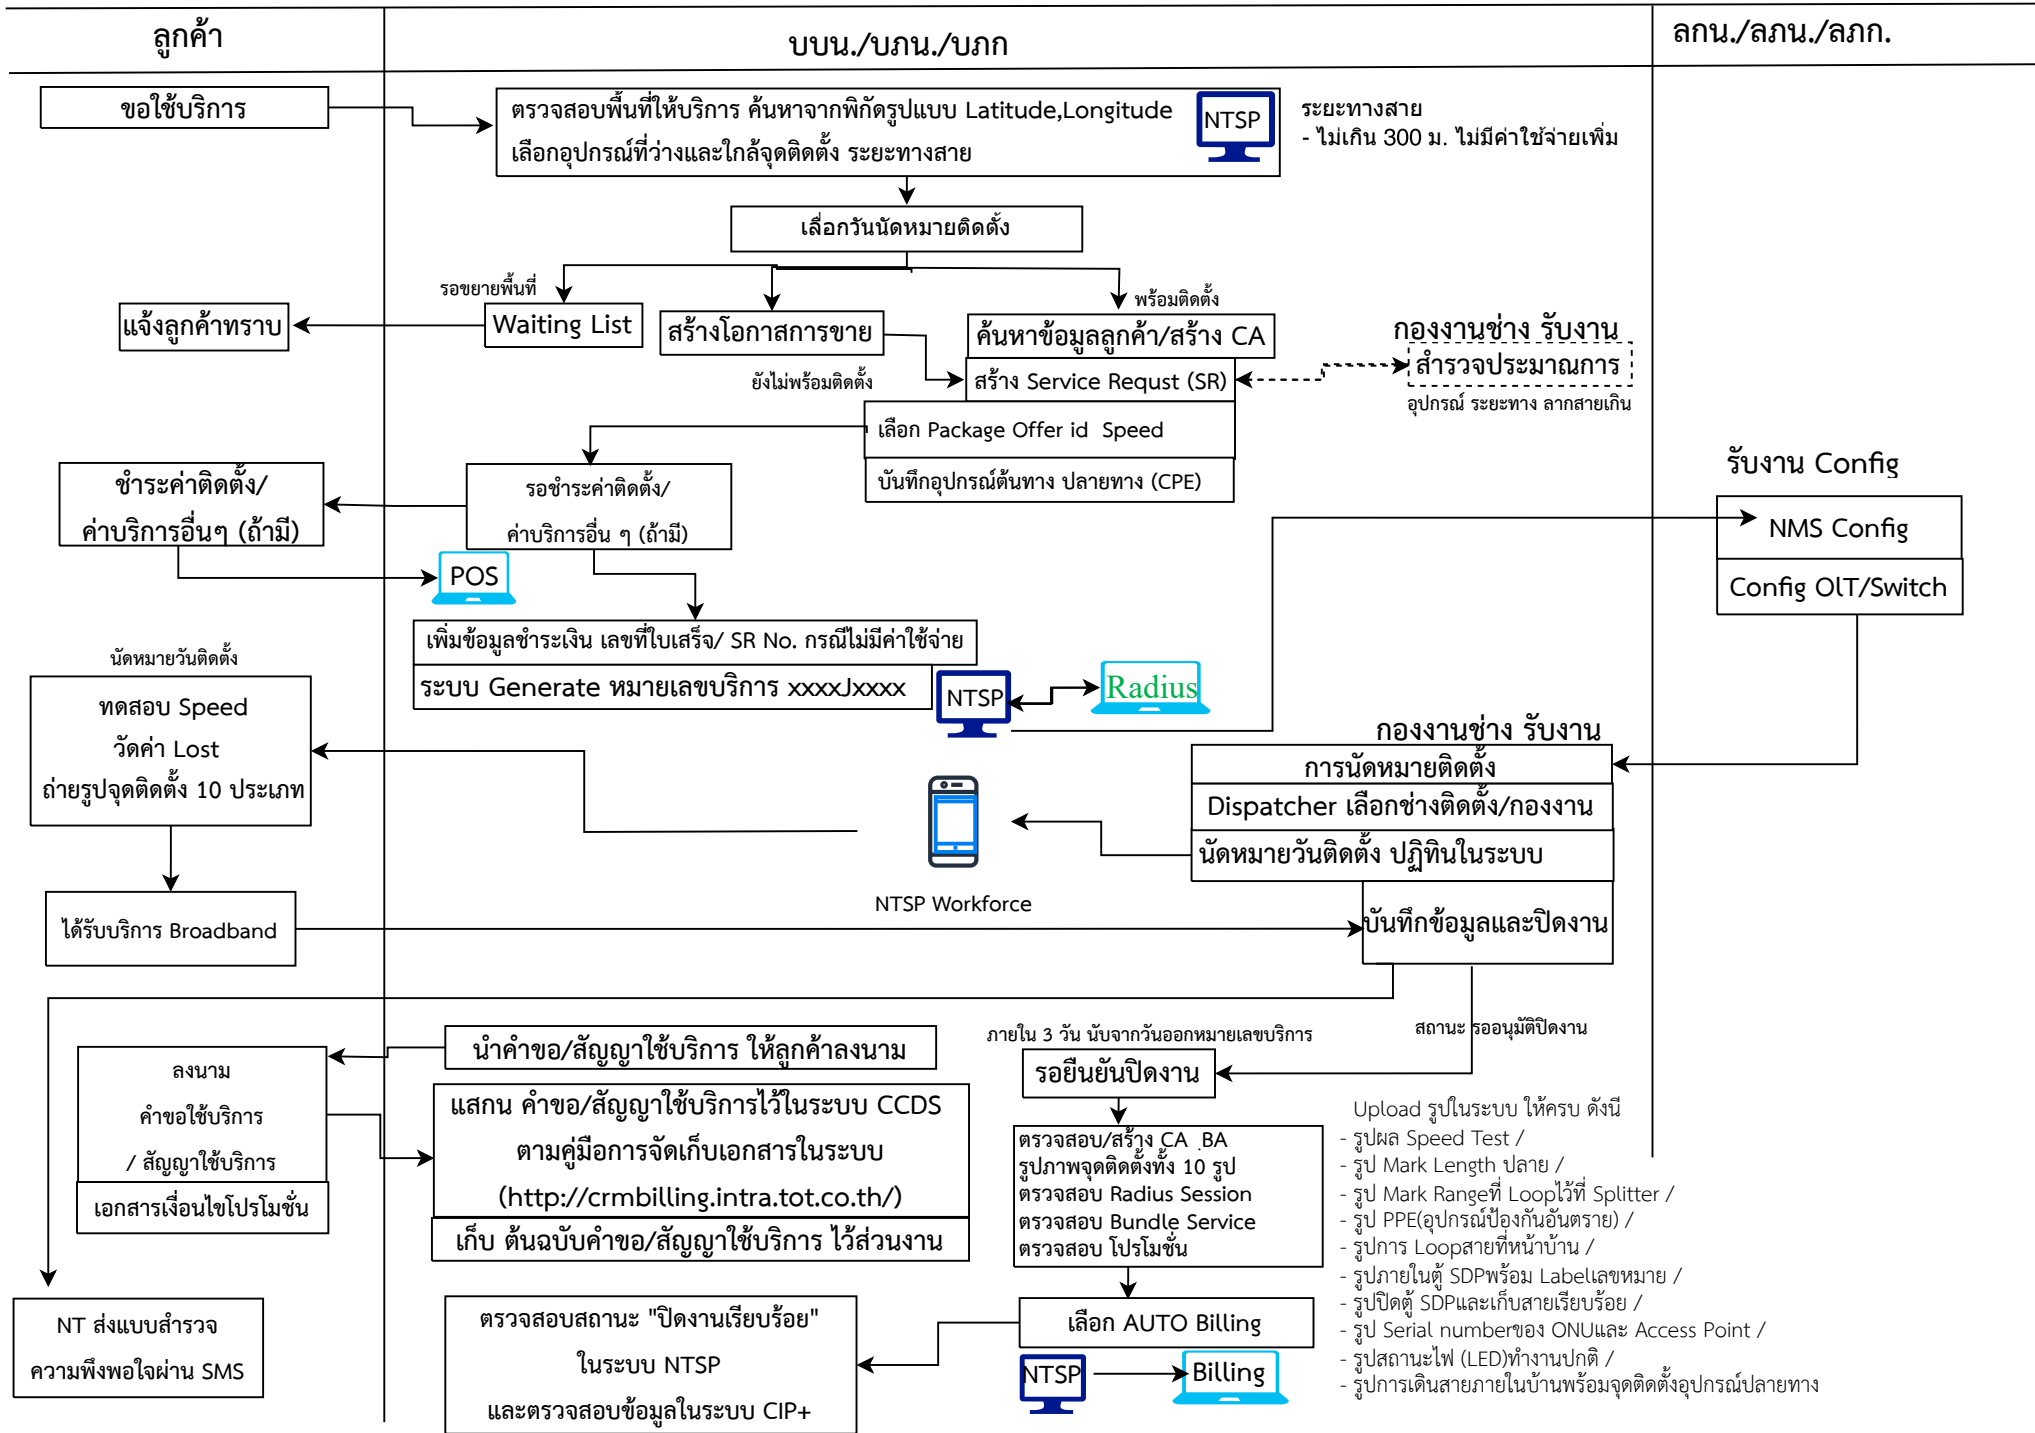 ลูกค้า
บบน./บภน./บภก
ลกน./ลภน./ลภก.
ขอใช้บริการ
ตรวจสอบพื้นที่ให้บริการ ค้นหาจากพิกัดรูปแบบ Latitude,Longitude
เลือกอุปกรณ์ที่ว่างและใกล้จุดติดตั้ง ระยะทางสาย
NTSP
ระยะทางสาย
- ไม่เกิน 300 ม. ไม่มีค่าใช้จ่ายเพิ่ม
เลื่อกวันนัดหมายติดตั้ง
รอขยายพื้นที่
พร้อมติดตั้ง
แจ้งลูกค้าทราบ
Waiting List
สร้างโอกาสการขาย
ค้นหาข้อมูลลูกค้า/สร้าง CA
กองงานช่าง รับงาน
สำรวจประมาณการ
อุปกรณ์ ระยะทาง ลากสายเกิน
ยังไม่พร้อมติดตั้ง
สร้าง Service Requst (SR)
เลือก Package Offer id  Speed
บันทึกอุปกรณ์ต้นทาง ปลายทาง (CPE)
ชำระค่าติดตั้ง/
ค่าบริการอื่นๆ (ถ้ามี)
รอชำระค่าติดตั้ง/
ค่าบริการอื่น ๆ (ถ้ามี)
รับงาน Config
NMS Config
Config OlT/Switch
POS
เพิ่มข้อมูลชำระเงิน เลขที่ใบเสร็จ/ SR No. กรณีไม่มีค่าใช้จ่าย
ระบบ Generate หมายเลขบริการ xxxxJxxxx
NTSP
Radius
นัดหมายวันติดตั้ง
ทดสอบ Speed
วัดค่า Lost
ถ่ายรูปจุดติดตั้ง 10 ประเภท
กองงานช่าง รับงาน
การนัดหมายติดตั้ง
Dispatcher เลือกช่างติดตั้ง/กองงาน
นัดหมายวันติดตั้ง ปฏิทินในระบบ
บันทึกข้อมูลและปิดงาน
NTSP Workforce
ได้รับบริการ Broadband
นำคำขอ/สัญญาใช้บริการ ให้ลูกค้าลงนาม
ภายใน 3 วัน นับจากวันออกหมายเลขบริการ
สถานะ รออนุมัติปิดงาน
รอยืนยันปิดงาน
ลงนาม
คำขอใช้บริการ
/ สัญญาใช้บริการ
เอกสารเงื่อนไขโปรโมชั่น
แสกน คำขอ/สัญญาใช้บริการไว้ในระบบ CCDS
ตามคู่มือการจัดเก็บเอกสารในระบบ
(http://crmbilling.intra.tot.co.th/)
เก็บ ต้นฉบับคำขอ/สัญญาใช้บริการ ไว้ส่วนงาน
ตรวจสอบ/สร้าง CA BA
รูปภาพจุดติดตั้งทั้ง 10 รูป
ตรวจสอบ Radius Session
ตรวจสอบ Bundle Service
ตรวจสอบ โปรโมชั่น
Upload รูปในระบบ ให้ครบ ดังนี
- รูปผล Speed Test /
- รูป Mark Length ปลาย /
- รูป Mark Rangeที่ Loopไว้ที่ Splitter /
- รูป PPE(อุปกรณ์ป้องกันอันตราย) /
- รูปการ Loopสายที่หน้าบ้าน /
- รูปภายในตู้ SDPพร้อม Labelเลขหมาย /
- รูปปิดตู้ SDPและเก็บสายเรียบร้อย /
- รูป Serial numberของ ONUและ Access Point /
- รูปสถานะไฟ (LED)ทำงานปกติ /
- รูปการเดินสายภายในบ้านพร้อมจุดติดตั้งอุปกรณ์ปลายทาง
NT ส่งแบบสำรวจ
ความพึงพอใจผ่าน SMS
ตรวจสอบสถานะ "ปิดงานเรียบร้อย"
ในระบบ NTSP
และตรวจสอบข้อมูลในระบบ CIP+
เลือก AUTO Billing
NTSP
Billing